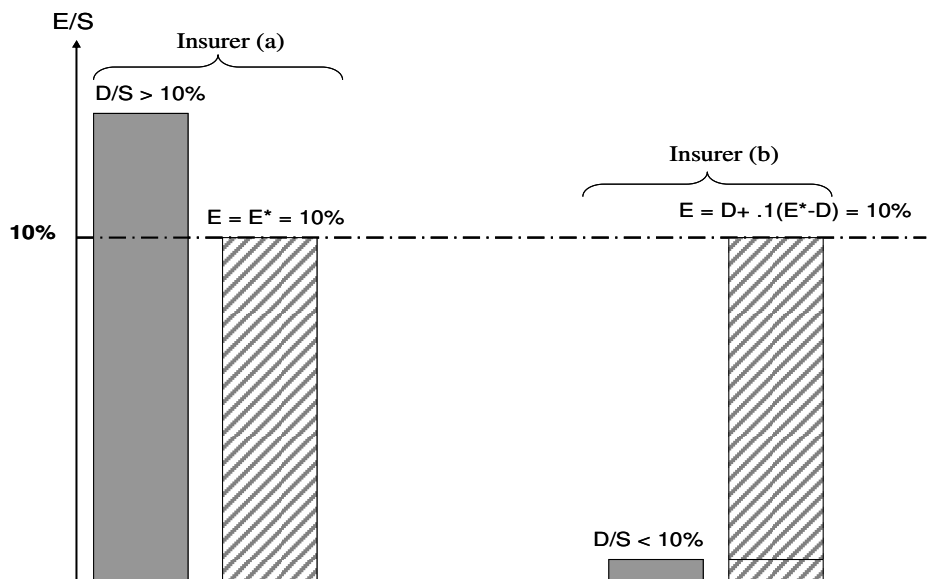 E/S
Insurer (a)
D/S > 10%
Insurer (b)
E = E* = 10%
E = D+ .1(E*-D) = 10%
10%
D/S < 10%